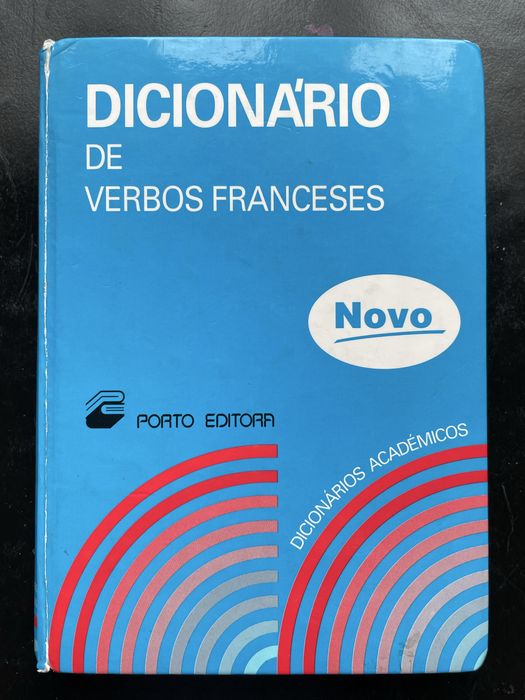 DICIONÁRIO
DE
VERBOS FRANCESES
Novo
PORTO EDITORA
DICIONÁRIOS ACADÉMICOS